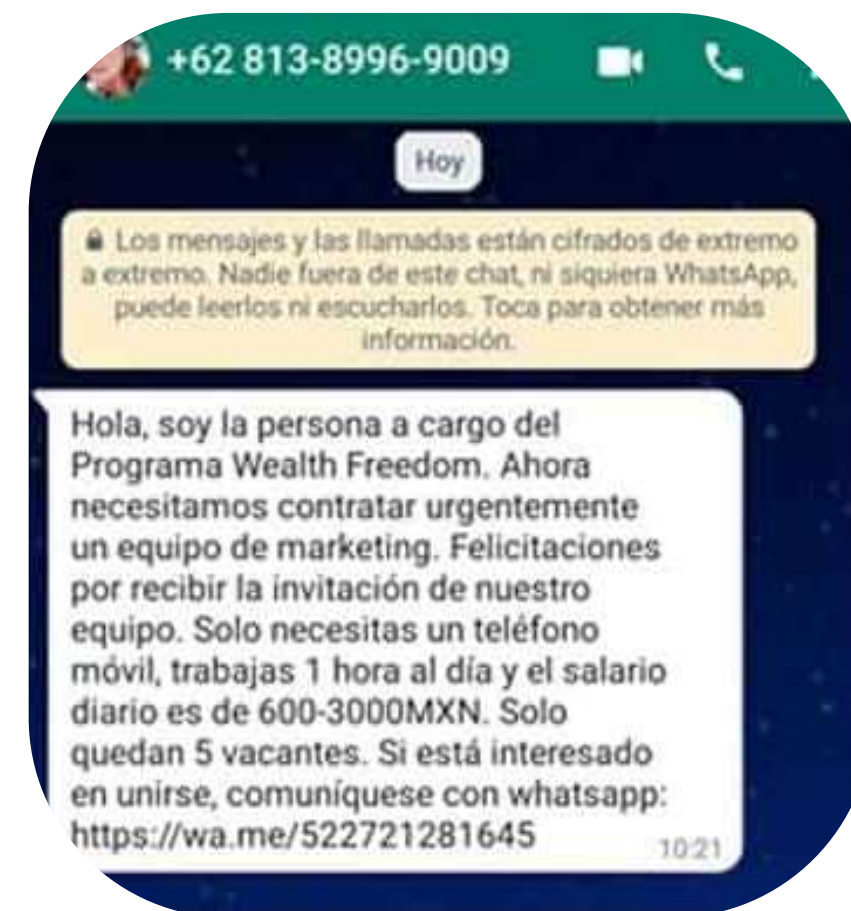 +62 813-8996-9009
Hoy
Los mensajes y las llamadas están cifrados de extremo
a extremo. Nadie fuera de este chat, ni siquiera WhatsApp,
puede leerlos ni escucharlos. Toca para obtener más
información.
Hola, soy la persona a cargo del
Programa Wealth Freedom. Ahora
necesitamos contratar urgentemente
un equipo de marketing. Felicitaciones
por recibir la invitación de nuestro
equipo. Solo necesitas un teléfono
móvil, trabajas 1 hora al día y el salario
diario es de 600-3000MXN. Solo
quedan 5 vacantes. Si está interesado
en unirse, comuníquese con whatsapp:
https://wa.me/522721281645
10:21